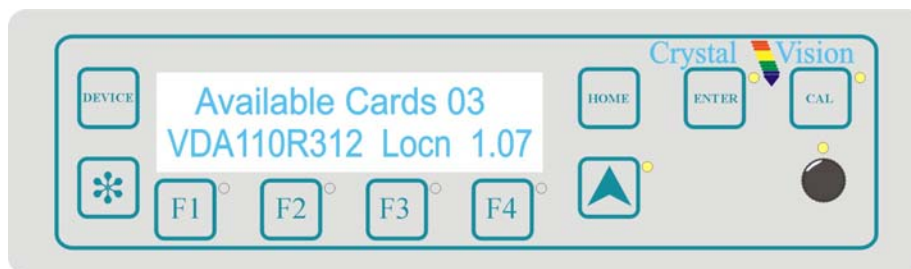 Crystal Vision
DEVICE
Available Cards 03
VDA110R312 Locn 1.07
HOME
ENTER
CAL
F1
F2
F3
F4